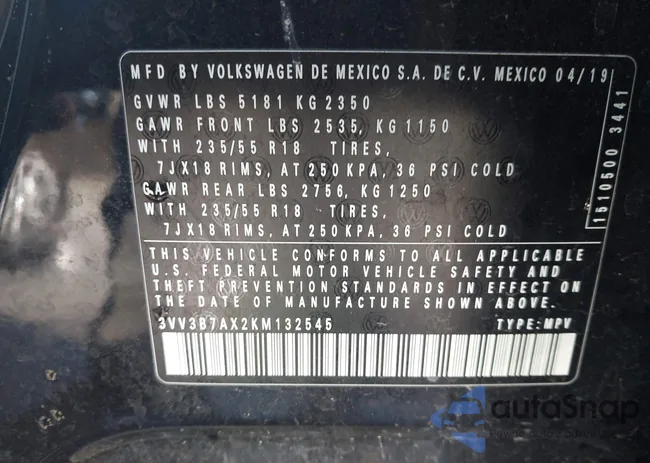 MFD BY VOLKSWAGEN DE MEXICO S.A. DE C.V. MEXICO 04/19
GVWR LBS 5181 KG 2350
GAWR FRONT LBS 2535, KG 1150
WITH 235/55 R18 TIRES,
7JX18 RIMS, AT 250 KPA, 36 PSI COLD
GAWR REAR LBS 2756, KG 1250
WITH 235/55 R18 TIRES,
7JX18 RIMS, AT 250 KPA, 36 PSI COLD
THIS VEHICLE CONFORMS TO ALL APPLICABLE
U.S. FEDERAL MOTOR VEHICLE SAFETY AND
THEFT PREVENTION STANDARDS IN EFFECT ON
THE DATE OF MANUFACTURE SHOWN ABOVE.
3VV3B7AX2KM132545 TYPE: MPV
1510500 3441
autoSnap